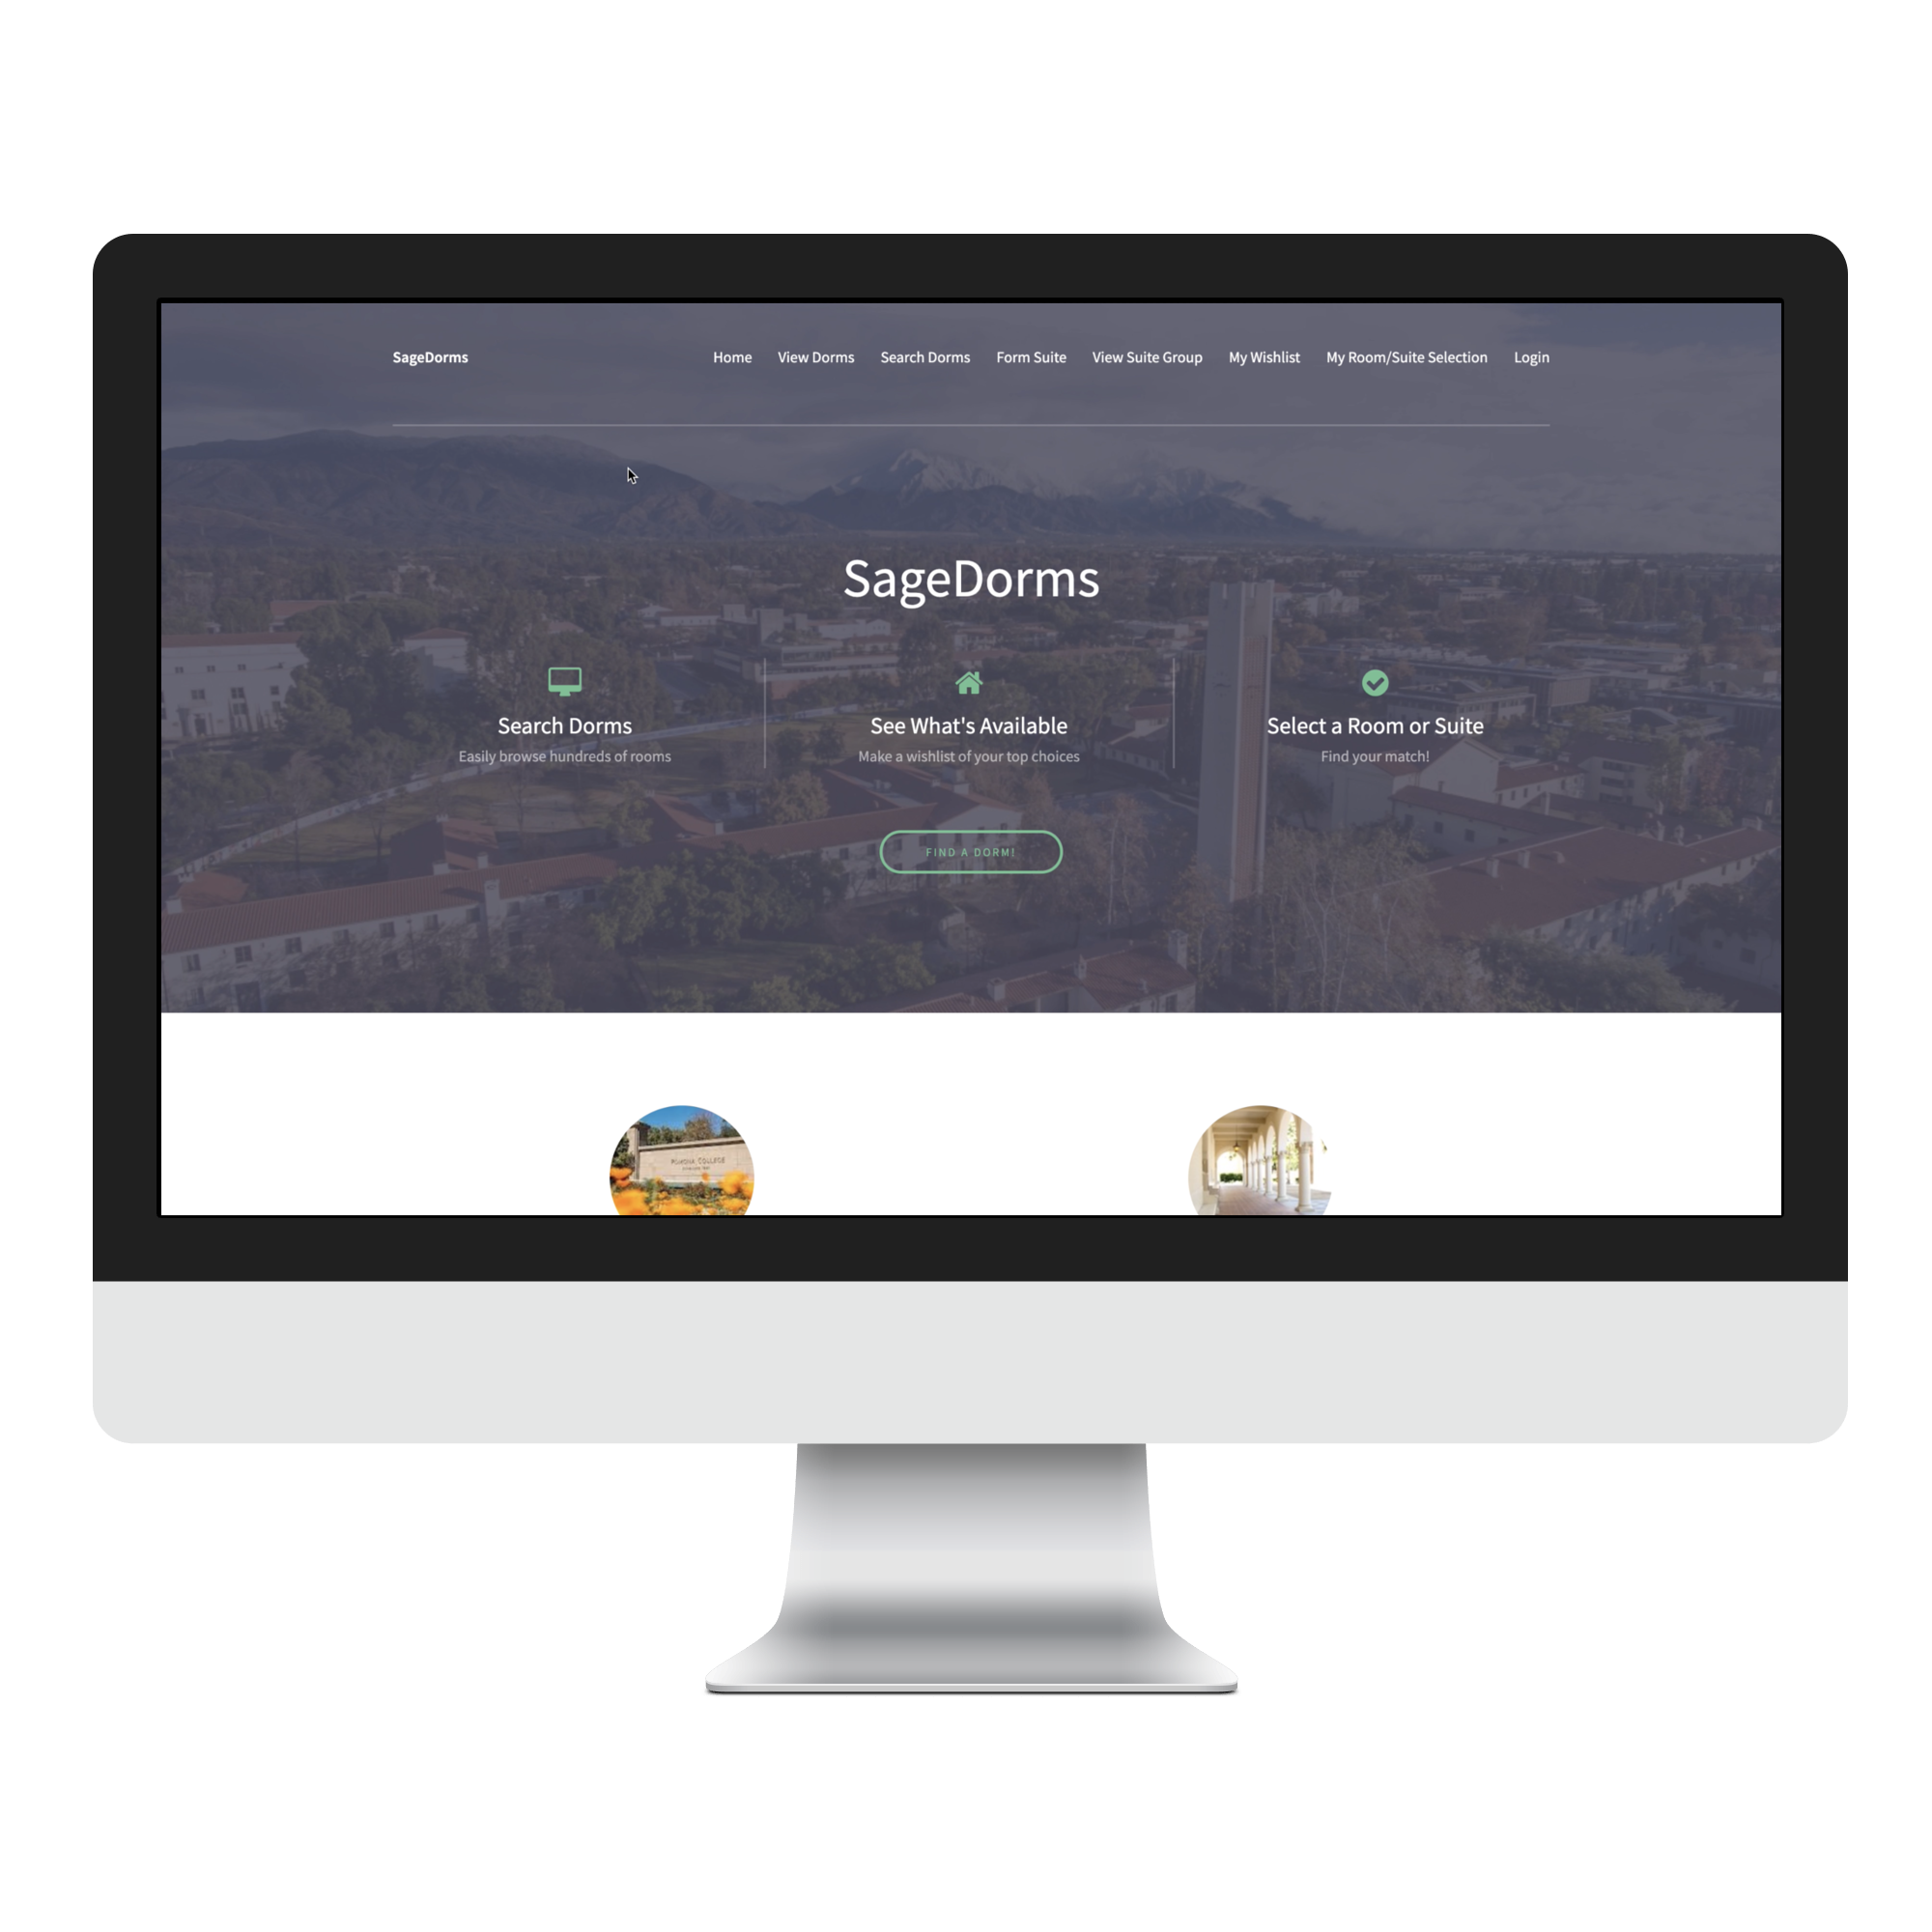 SageDorms
Home View Dorms Search Dorms Form Suite View Suite Group My Wishlist My Room/Suite Selection Login
SageDorms
Search Dorms
Easily browse hundreds of rooms
See What's Available
Make a wishlist of your top choices
Select a Room or Suite
Find your match!
FIND A DORM!
POMONA COLLEGE